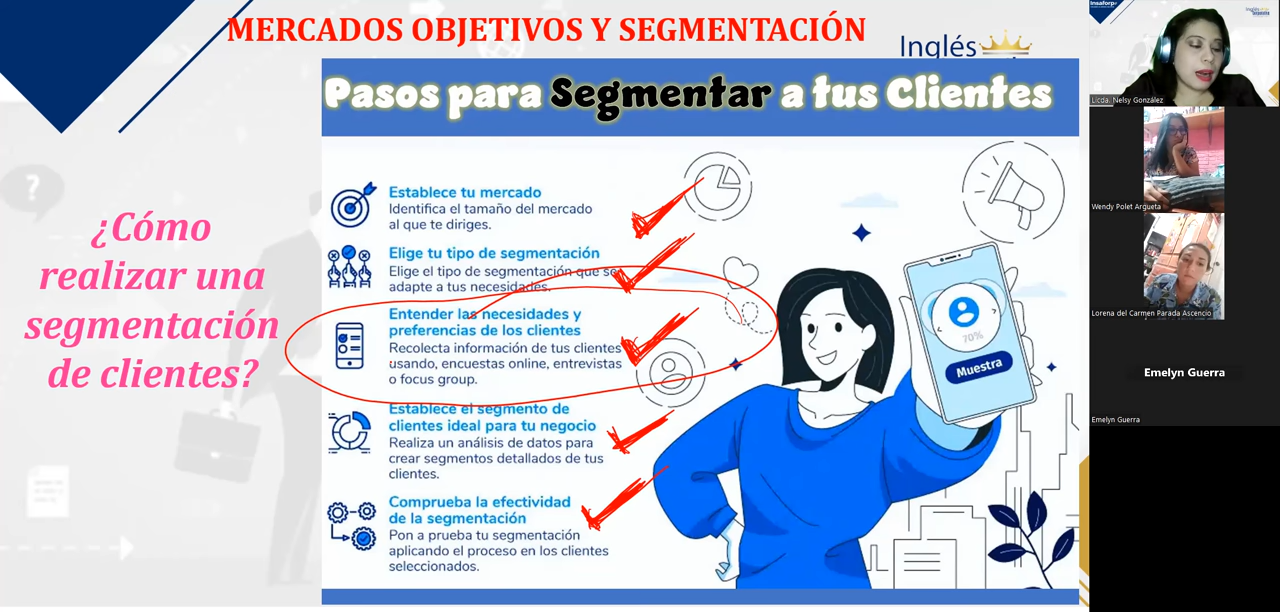 MERCADOS OBJETIVOS Y SEGMENTACIÓN
Inglés
Pasos para Segmentar a tus Clientes
¿Cómo
realizar una
segmentación
de clientes?
Establece tu mercado
Identifica el tamaño del mercado
al que te diriges.
Elige tu tipo de segmentación
Elige el tipo de segmentación que se
adapte a tus necesidades.
Entender las necesidades y
preferencias de los clientes
Recolecta información de tus clientes
usando, encuestas online, entrevistas
o focus group.
Establece el segmento de
clientes ideal para tu negocio
Realiza un análisis de datos para
crear segmentos detallados de tus
clientes.
Comprueba la efectividad
de la segmentación
Pon a prueba tu segmentación
aplicando el proceso en los clientes
seleccionados.
70%
Muestra
Insaforp
Inglés
Licda. Nelsy González
Wendy Polet Argueta
Lorena del Carmen Parada Ascencio
Emelyn Guerra
Emelyn Guerra